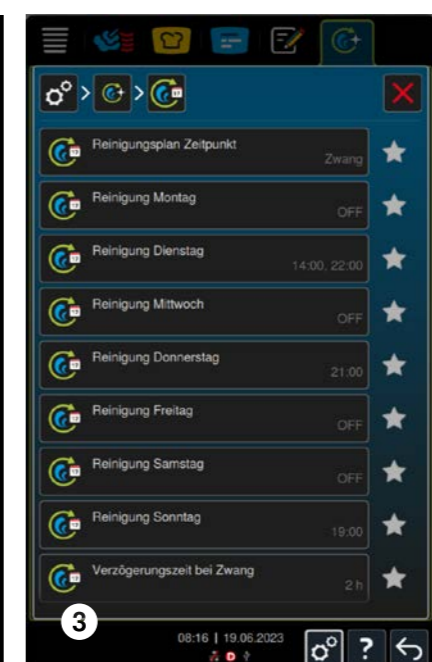 Reinigungsplan Zeitpunkt
Zwang
Reinigung Montag
OFF
Reinigung Dienstag
14:00, 22:00
Reinigung Mittwoch
OFF
Reinigung Donnerstag
21:00
Reinigung Freitag
OFF
Reinigung Samstag
OFF
Reinigung Sonntag
19:00
Verzögerungszeit bei Zwang
2 h
3
08:16 | 19.06.2023
D
?